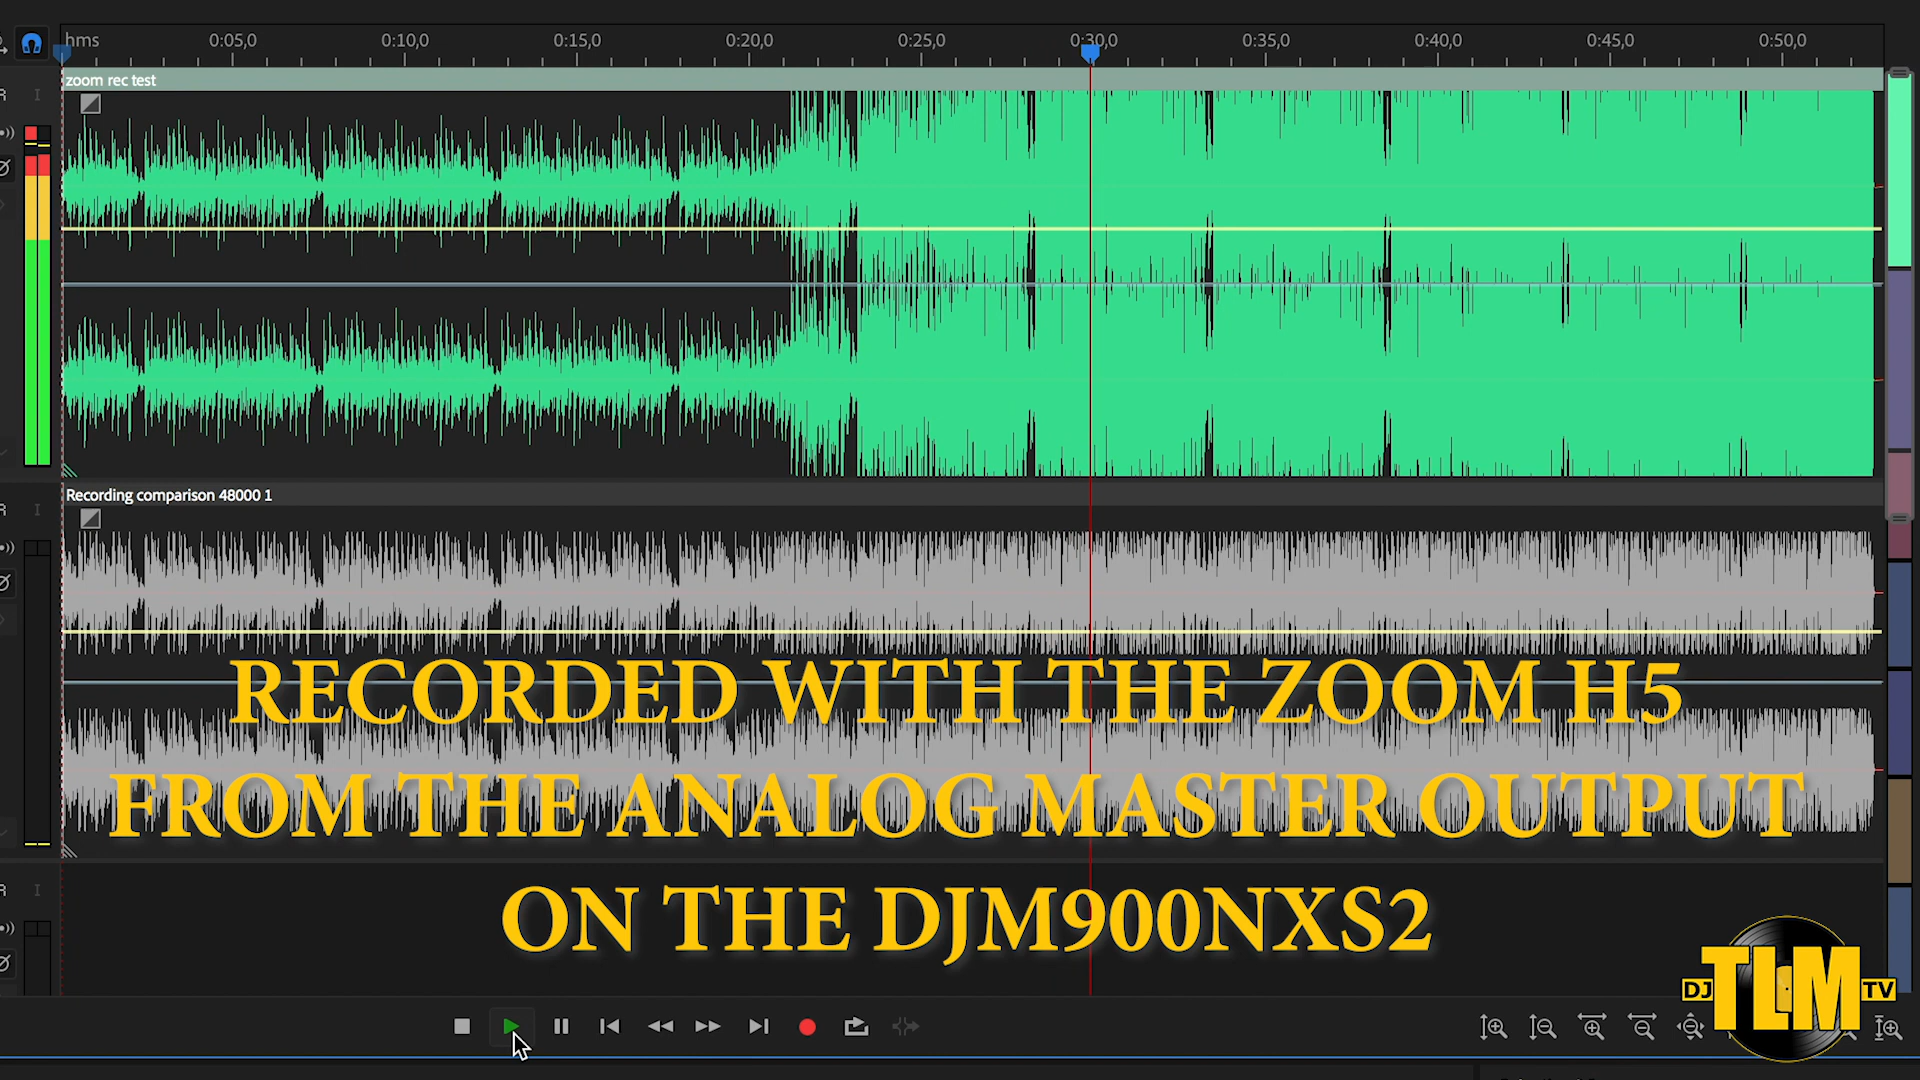 hms 0:05,0 0:10,0 0:15,0 0:20,0 0:25,0 0:30,0 0:35,0 0:40,0 0:45,0 0:50,0
zoom rec test
R I
Recording comparison 48000 1
R I
RECORDED WITH THE ZOOM H5
FROM THE ANALOG MASTER OUTPUT
ON THE DJM900NXS2
R I
DJ TLM TV